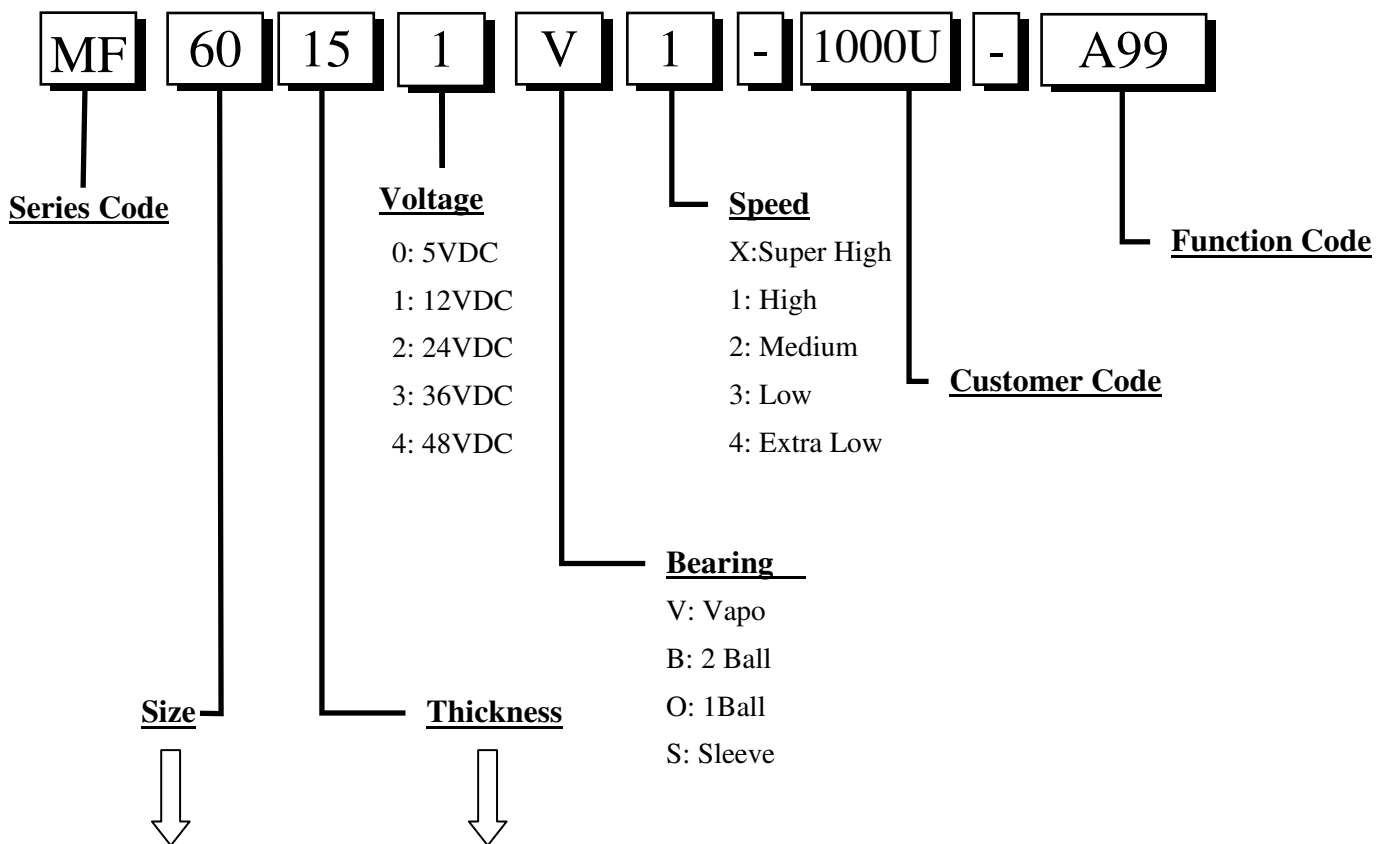 MF 60 15 1 V 1 - 1000U - A99
Series Code
Voltage
0: 5VDC
1: 12VDC
2: 24VDC
3: 36VDC
4: 48VDC
Speed
X:Super High
1: High
2: Medium
3: Low
4: Extra Low
Function Code
Customer Code
Bearing
V: Vapo
B: 2 Ball
O: 1Ball
S: Sleeve
Size
Thickness